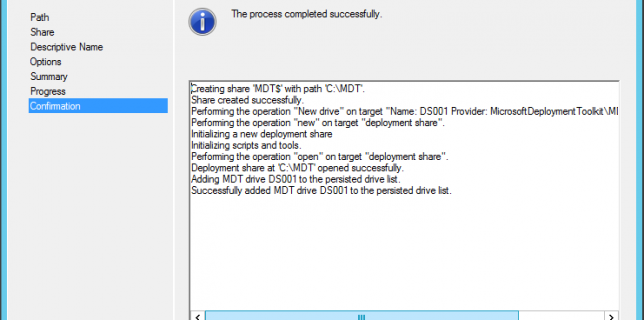 Path
Share
Descriptive Name
Options
Summary
Progress
Confirmation
The process completed successfully.
Creating share 'MDT$' with path 'C:\MDT'.
Share created successfully.
Performing the operation "New drive" on target "Name: DS001 Provider: MicrosoftDeploymentToolkit\
Performing the operation "new" on target "deployment share".
Initializing a new deployment share
Initializing scripts and tools.
Performing the operation "open" on target "deployment share".
Deployment share at 'C:\MDT' opened successfully.
Adding MDT drive DS001 to the persisted drive list.
Successfully added MDT drive DS001 to the persisted drive list.